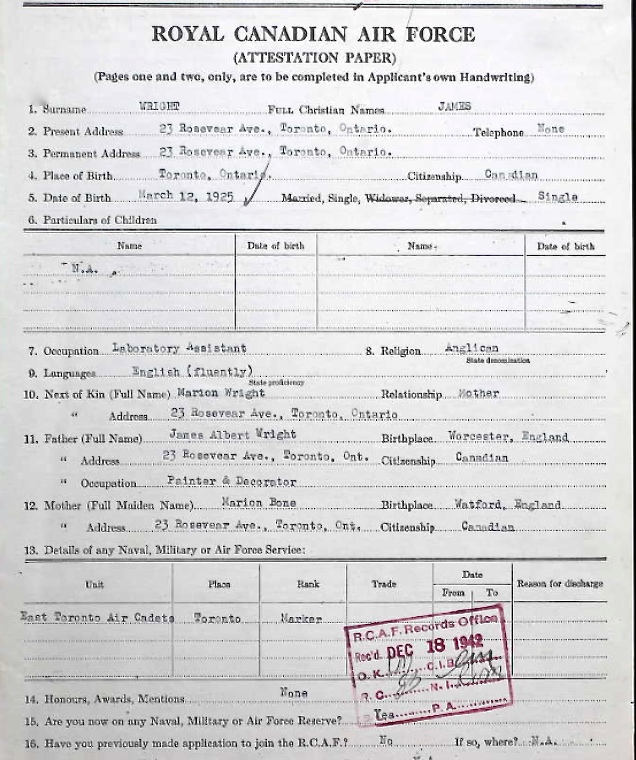 ROYAL CANADIAN AIR FORCE
(ATTESTATION PAPER)
(Pages one and two, only, are to be completed in Applicant's own Handwriting)
1. Surname WRIGHT FULL Christian Names JAMES
2. Present Address 23 Rosevear Ave., Toronto, Ontario. Telephone None
3. Permanent Address 23 Rosevear Ave., Toronto, Ontario.
4. Place of Birth Toronto, Ontario. Citizenship Canadian
5. Date of Birth March 12, 1925 Married, Single, Widower, Separated, Divorced Single
6. Particulars of Children
Name Date of birth Name Date of birth
N.A.
7. Occupation Laboratory Assistant 8. Religion Anglican
State denomination
9. Languages English (fluently)
State proficiency
10. Next of Kin (Full Name) Marion Wright Relationship Mother
" Address 23 Rosevear Ave., Toronto, Ontario
11. Father (Full Name) James Albert Wright Birthplace Worcester, England
" Address 23 Rosevear Ave., Toronto, Ont. Citizenship Canadian
" Occupation Painter & Decorator
12. Mother (Full Maiden Name) Marion Bone Birthplace Watford, England
" Address 23 Rosevear Ave., Toronto, Ont. Citizenship Canadian
13. Details of any Naval, Military or Air Force Service:
Unit Place Rank Trade Date Reason for discharge
From To
East Toronto Air Cadets Toronto Marker
R.C.A.F. Records Office
Rec'd. DEC 18 1942
O.K. C.I.B.
R.C. N.I.
P.A.
14. Honours, Awards, Mentions None
15. Are you now on any Naval, Military or Air Force Reserve? Yes
16. Have you previously made application to join the R.C.A.F.? No If so, where? N.A.